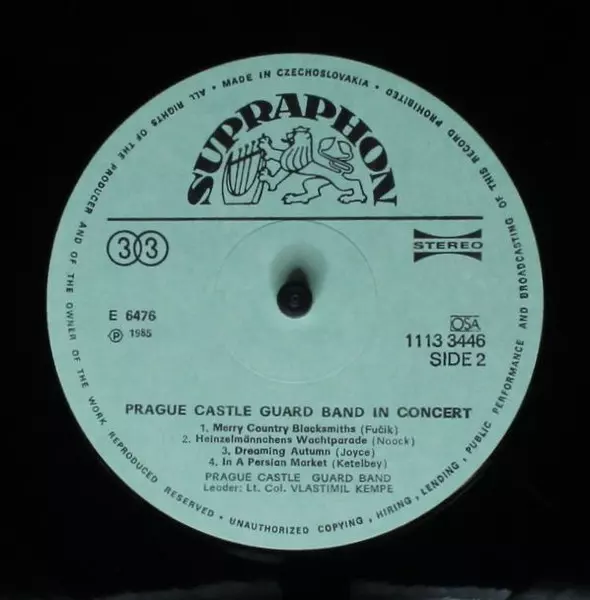 • MADE IN CZECHOSLOVAKIA • ALL RIGHTS OF THE PRODUCER AND OF THE OWNER OF THE WORK REPRODUCED RESERVED • UNAUTHORIZED COPYING, HIRING, LENDING, PUBLIC PERFORMANCE AND BROADCASTING OF THIS RECORD PROHIBITED
SUPRAPHON
33
STEREO
E 6476
Ⓟ 1985
OSA
1113 3446
SIDE 2
PRAGUE CASTLE GUARD BAND IN CONCERT
1. Merry Country Blacksmiths (Fučik)
2. Heinzelmännchens Wachtparade (Noack)
3. Dreaming Autumn (Joyce)
4. In A Persian Market (Ketelbey)
PRAGUE CASTLE GUARD BAND
Leader: Lt. Col. VLASTIMIL KEMPE